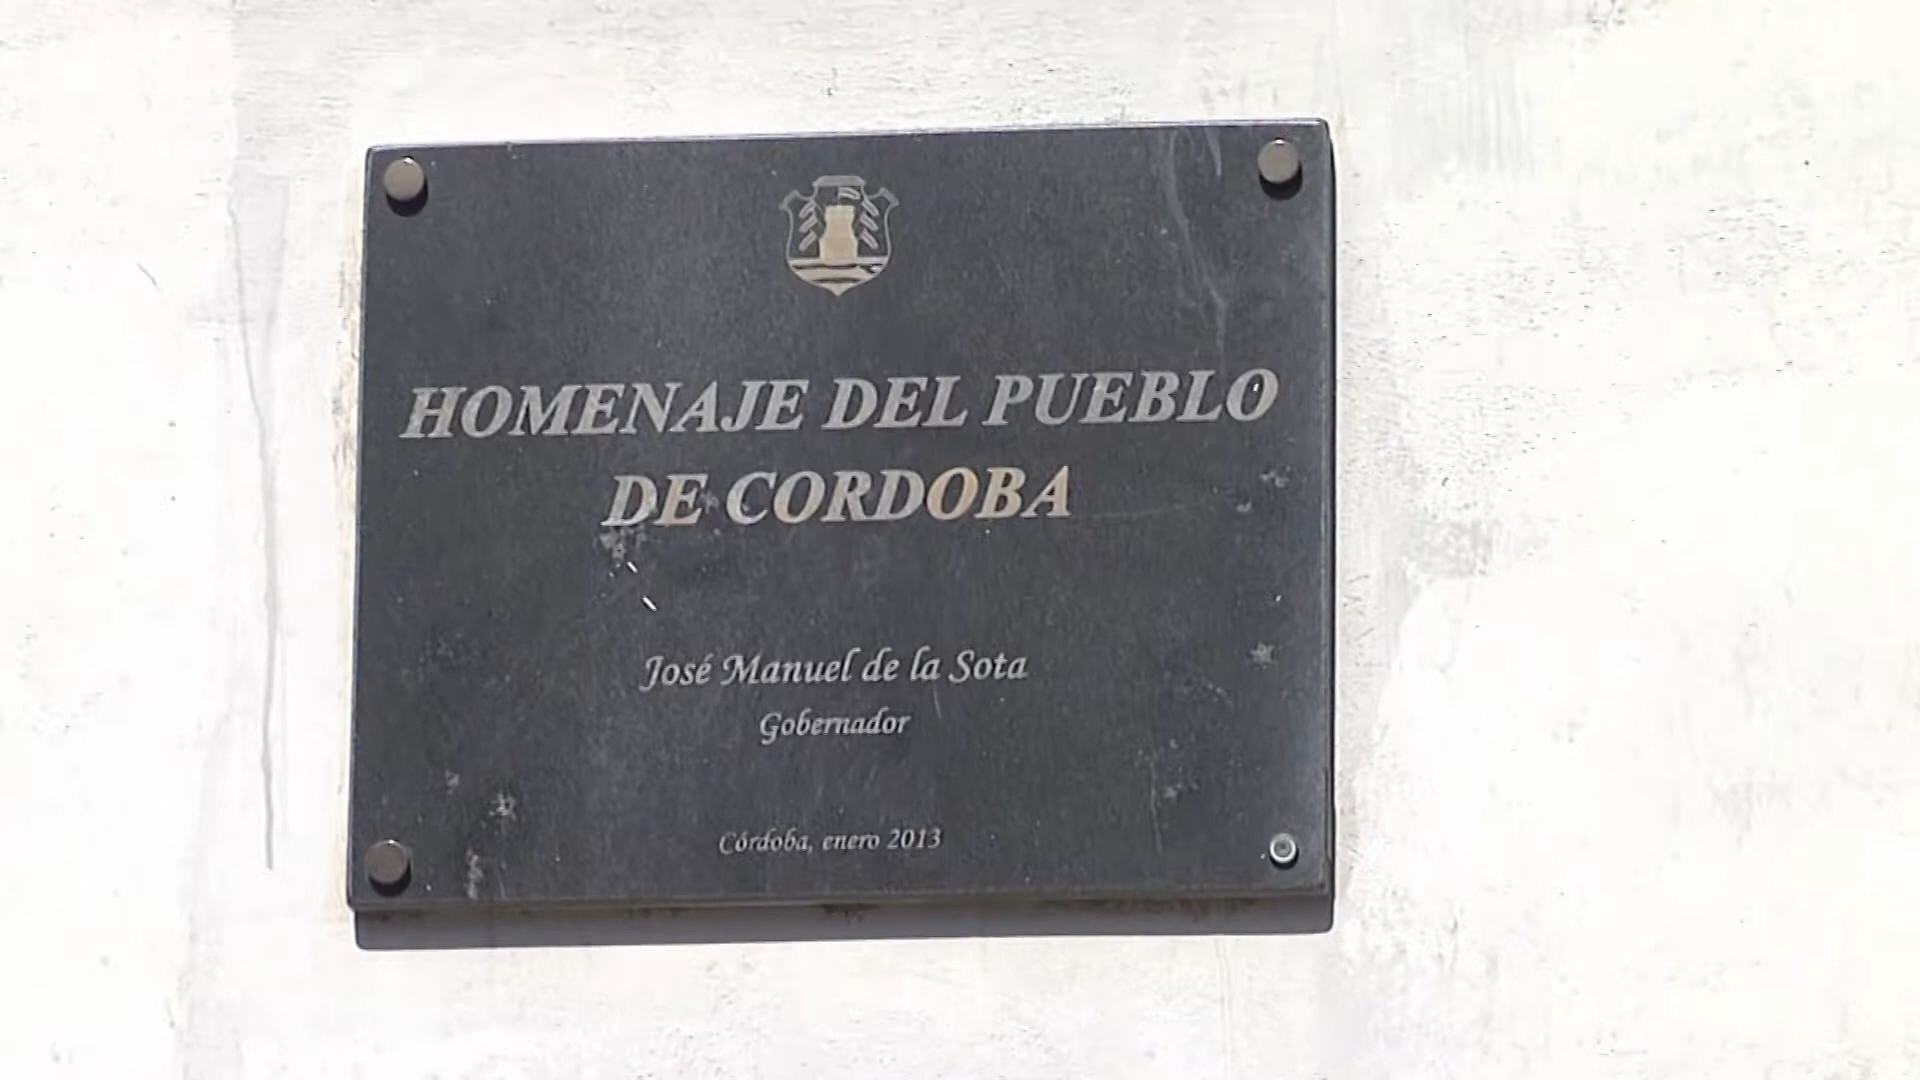 HOMENAJE DEL PUEBLO
DE CORDOBA
José Manuel de la Sota
Gobernador
Córdoba, enero 2013